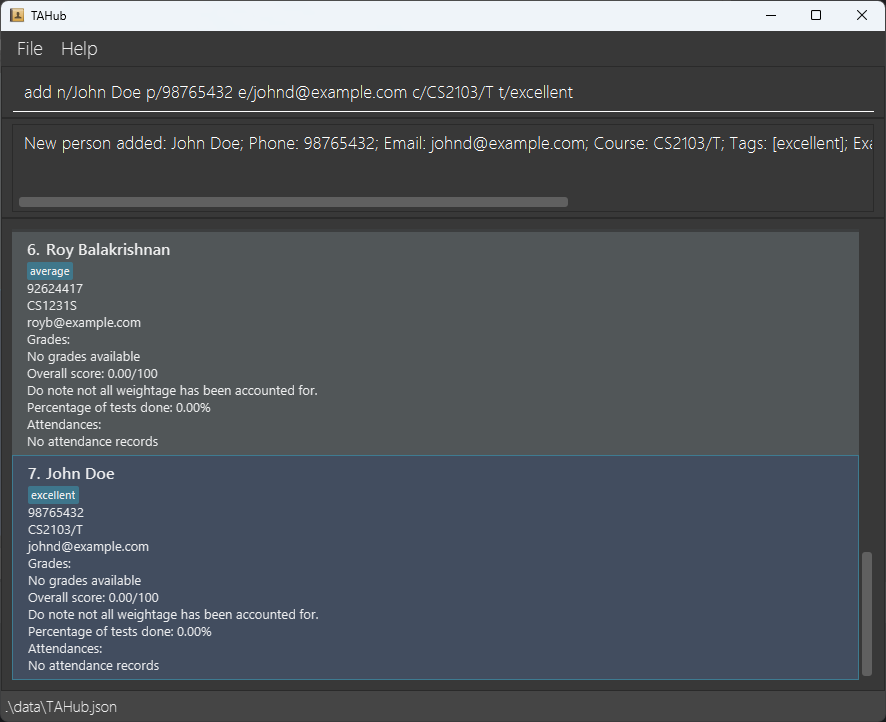 TAHub
File Help
add n/John Doe p/98765432 e/johnd@example.com c/CS2103/T t/excellent
New person added: John Doe; Phone: 98765432; Email: johnd@example.com; Course: CS2103/T; Tags: [excellent]; Exa
6. Roy Balakrishnan
average
92624417
CS1231S
royb@example.com
Grades:
No grades available
Overall score: 0.00/100
Do note not all weightage has been accounted for.
Percentage of tests done: 0.00%
Attendances:
No attendance records
7. John Doe
excellent
98765432
CS2103/T
johnd@example.com
Grades:
No grades available
Overall score: 0.00/100
Do note not all weightage has been accounted for.
Percentage of tests done: 0.00%
Attendances:
No attendance records
.\data\TAHub.json